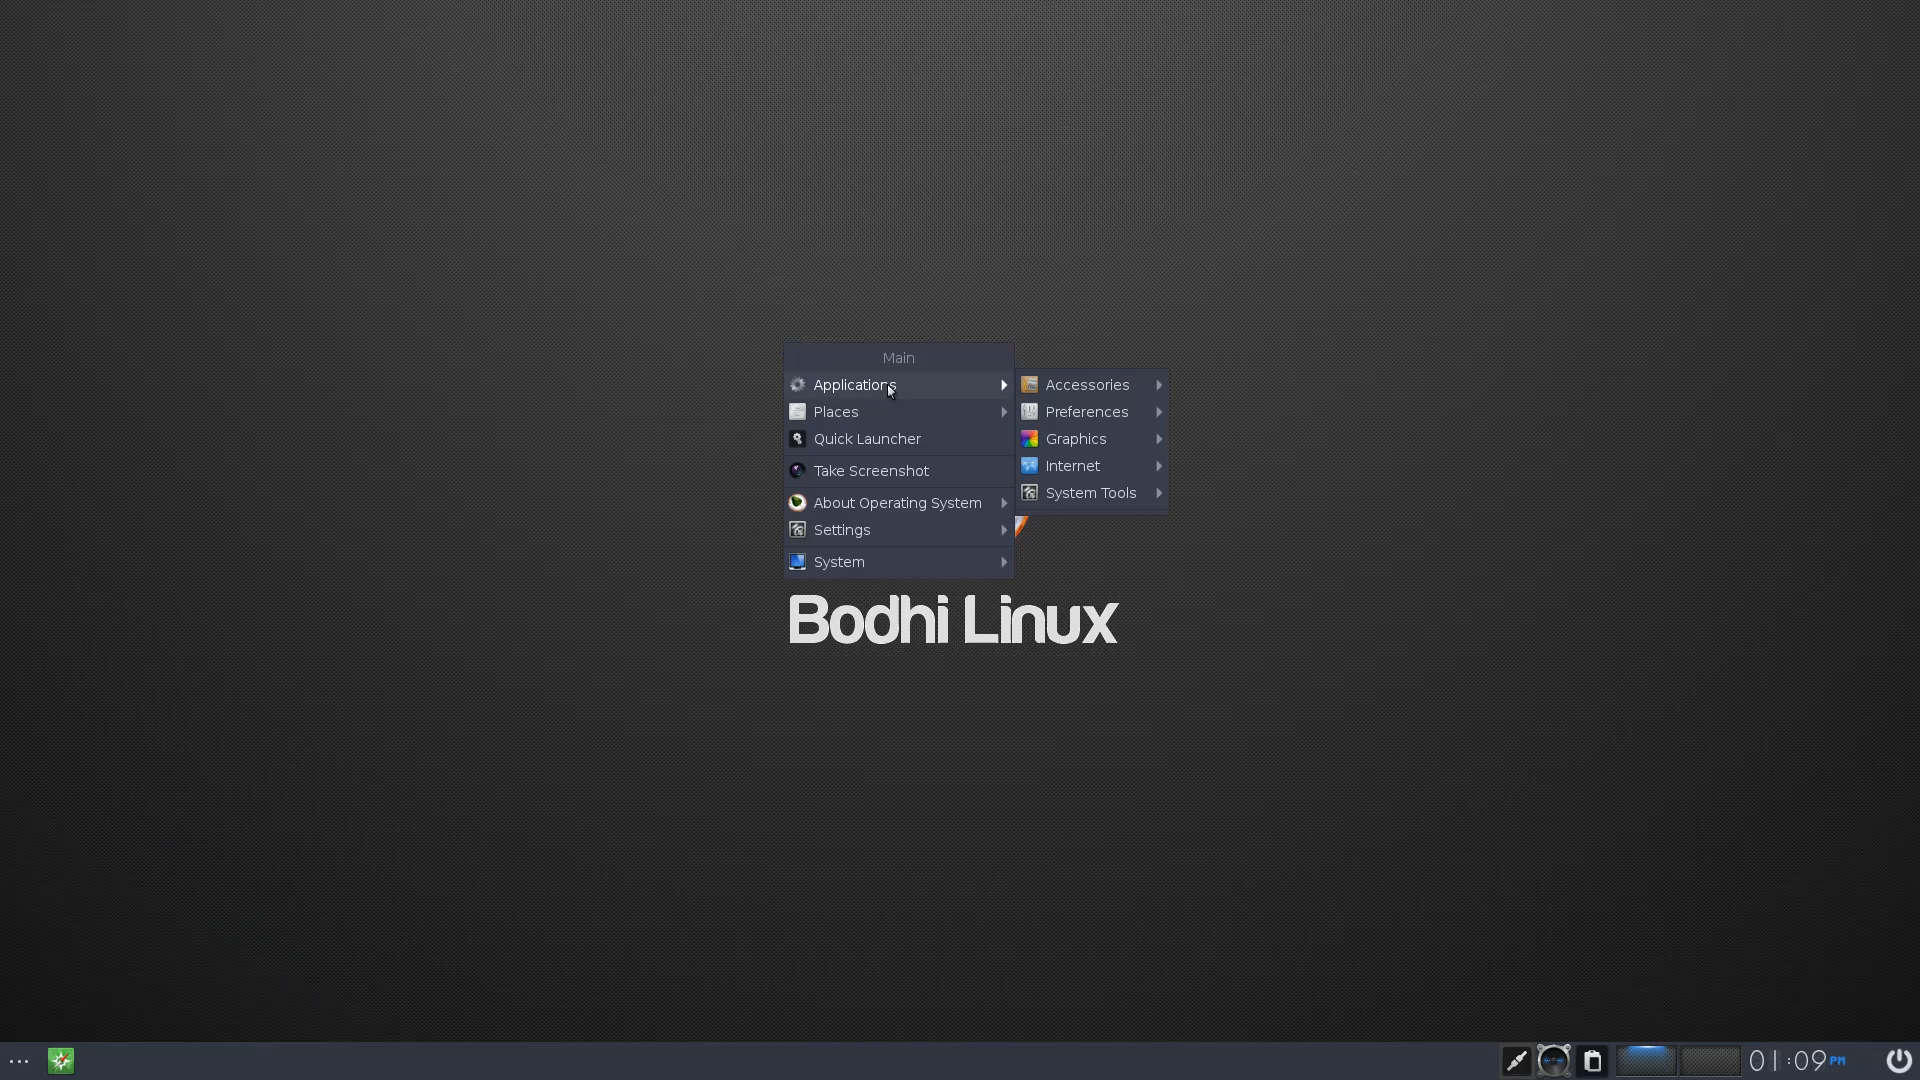 Main
Applications
Places
Quick Launcher
Take Screenshot
About Operating System
Settings
System
Accessories
Preferences
Graphics
Internet
System Tools
Bodhi Linux
01:09 PM